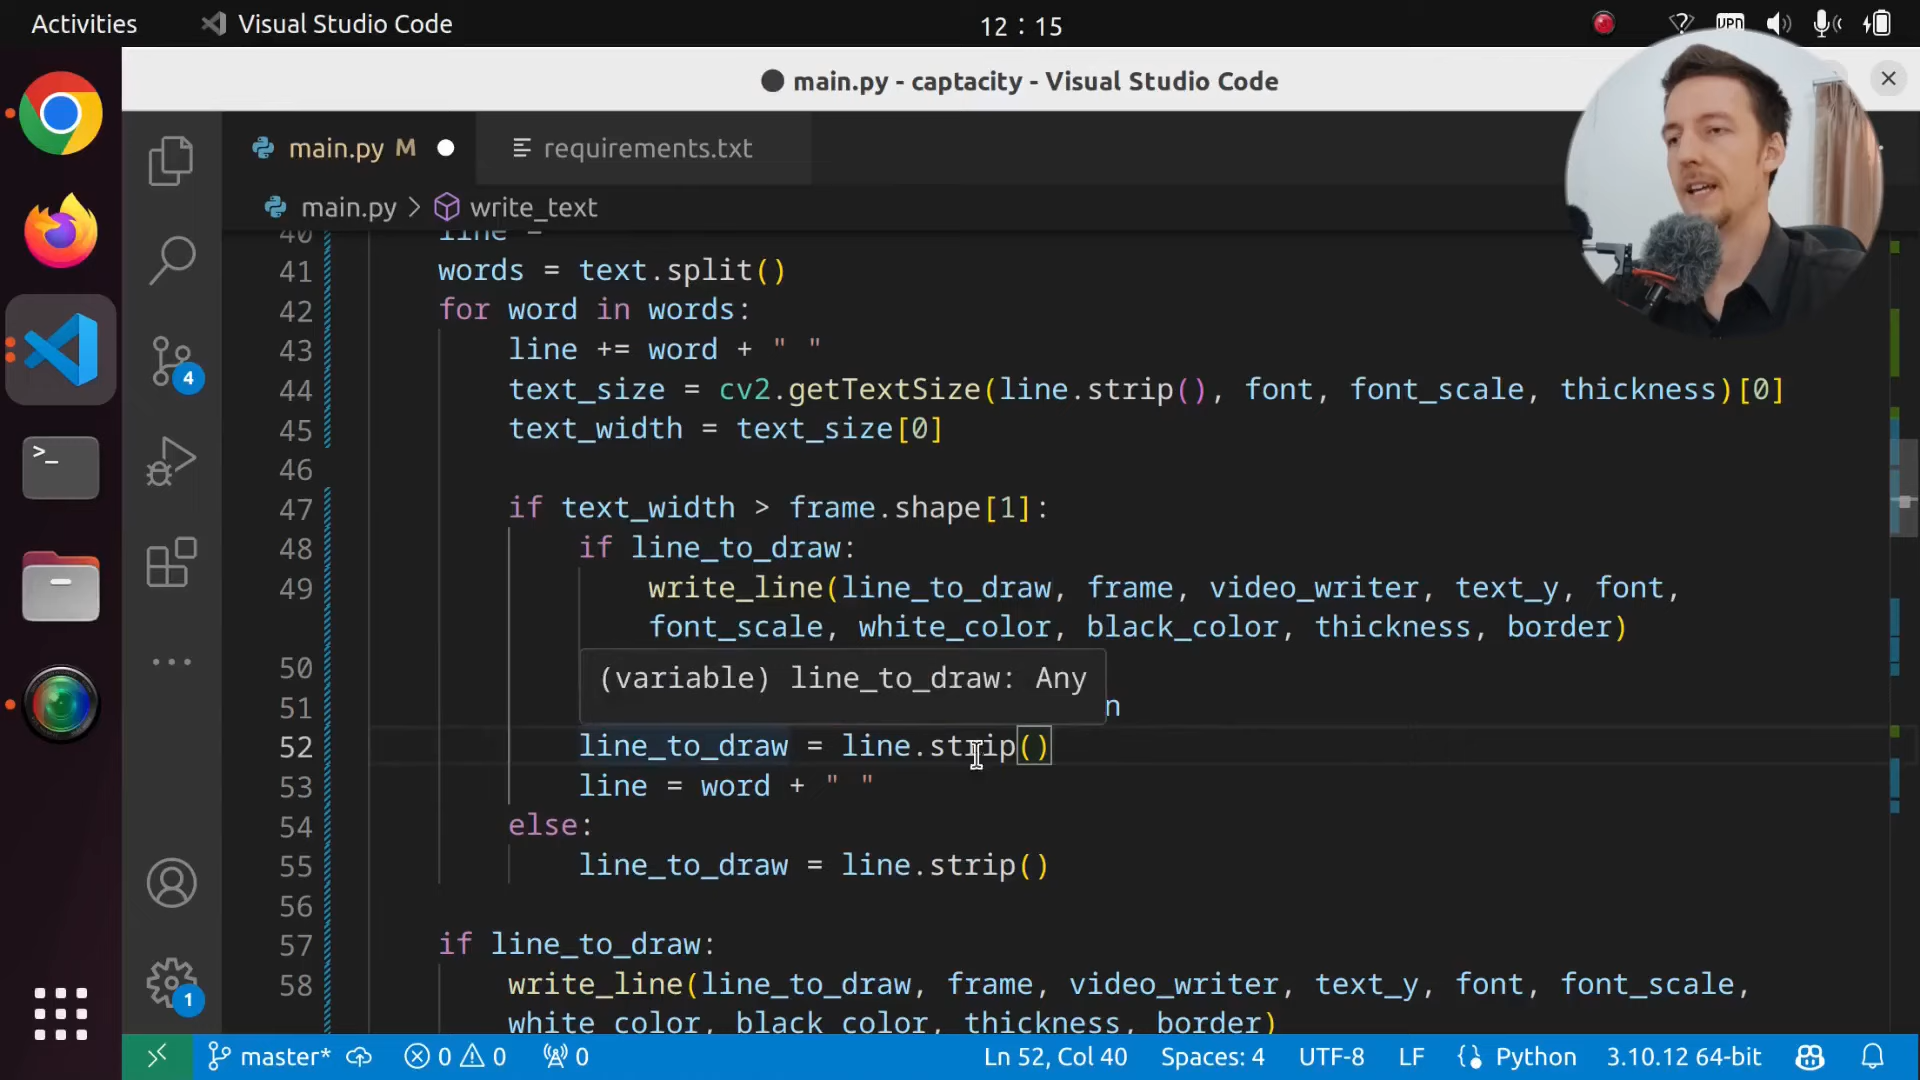 Activities
Visual Studio Code
12 : 15
VPN
main.py - captacity - Visual Studio Code
main.py M
requirements.txt
main.py > write_text
40 line =
41 words = text.split()
42 for word in words:
43 line += word + " "
44 text_size = cv2.getTextSize(line.strip(), font, font_scale, thickness)[0]
45 text_width = text_size[0]
46
47 if text_width > frame.shape[1]:
48 if line_to_draw:
49 write_line(line_to_draw, frame, video_writer, text_y, font,
font_scale, white_color, black_color, thickness, border)
50
(variable) line_to_draw: Any
51 n
52 line_to_draw = line.strip()
53 line = word + " "
54 else:
55 line_to_draw = line.strip()
56
57 if line_to_draw:
58 write_line(line_to_draw, frame, video_writer, text_y, font, font_scale,
white_color, black_color, thickness, border)
4
1
master*
0
0
0
Ln 52, Col 40
Spaces: 4
UTF-8
LF
Python
3.10.12 64-bit